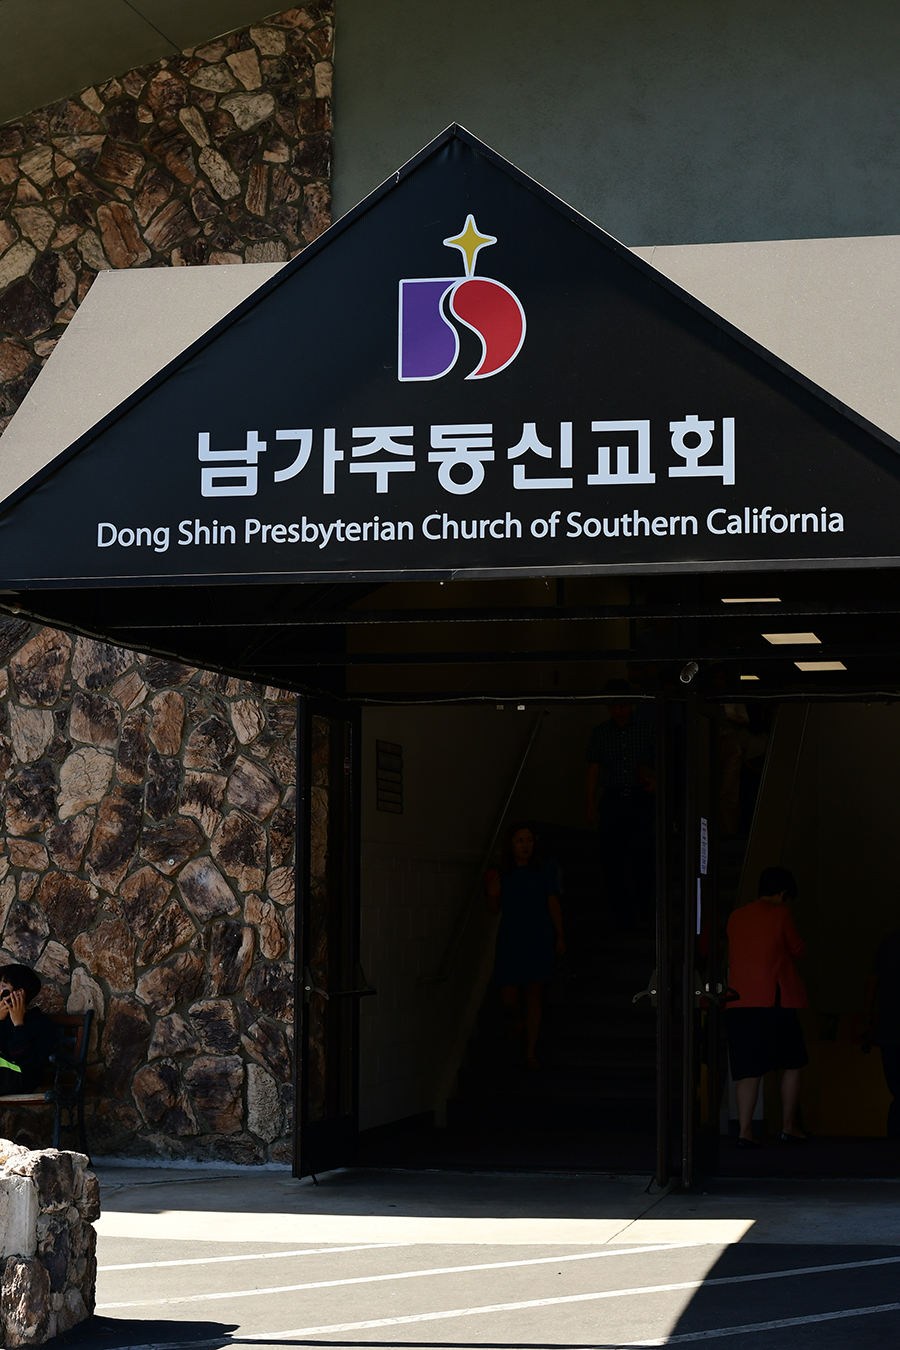 남가주동신교회
Dong Shin Presbyterian Church of Southern California